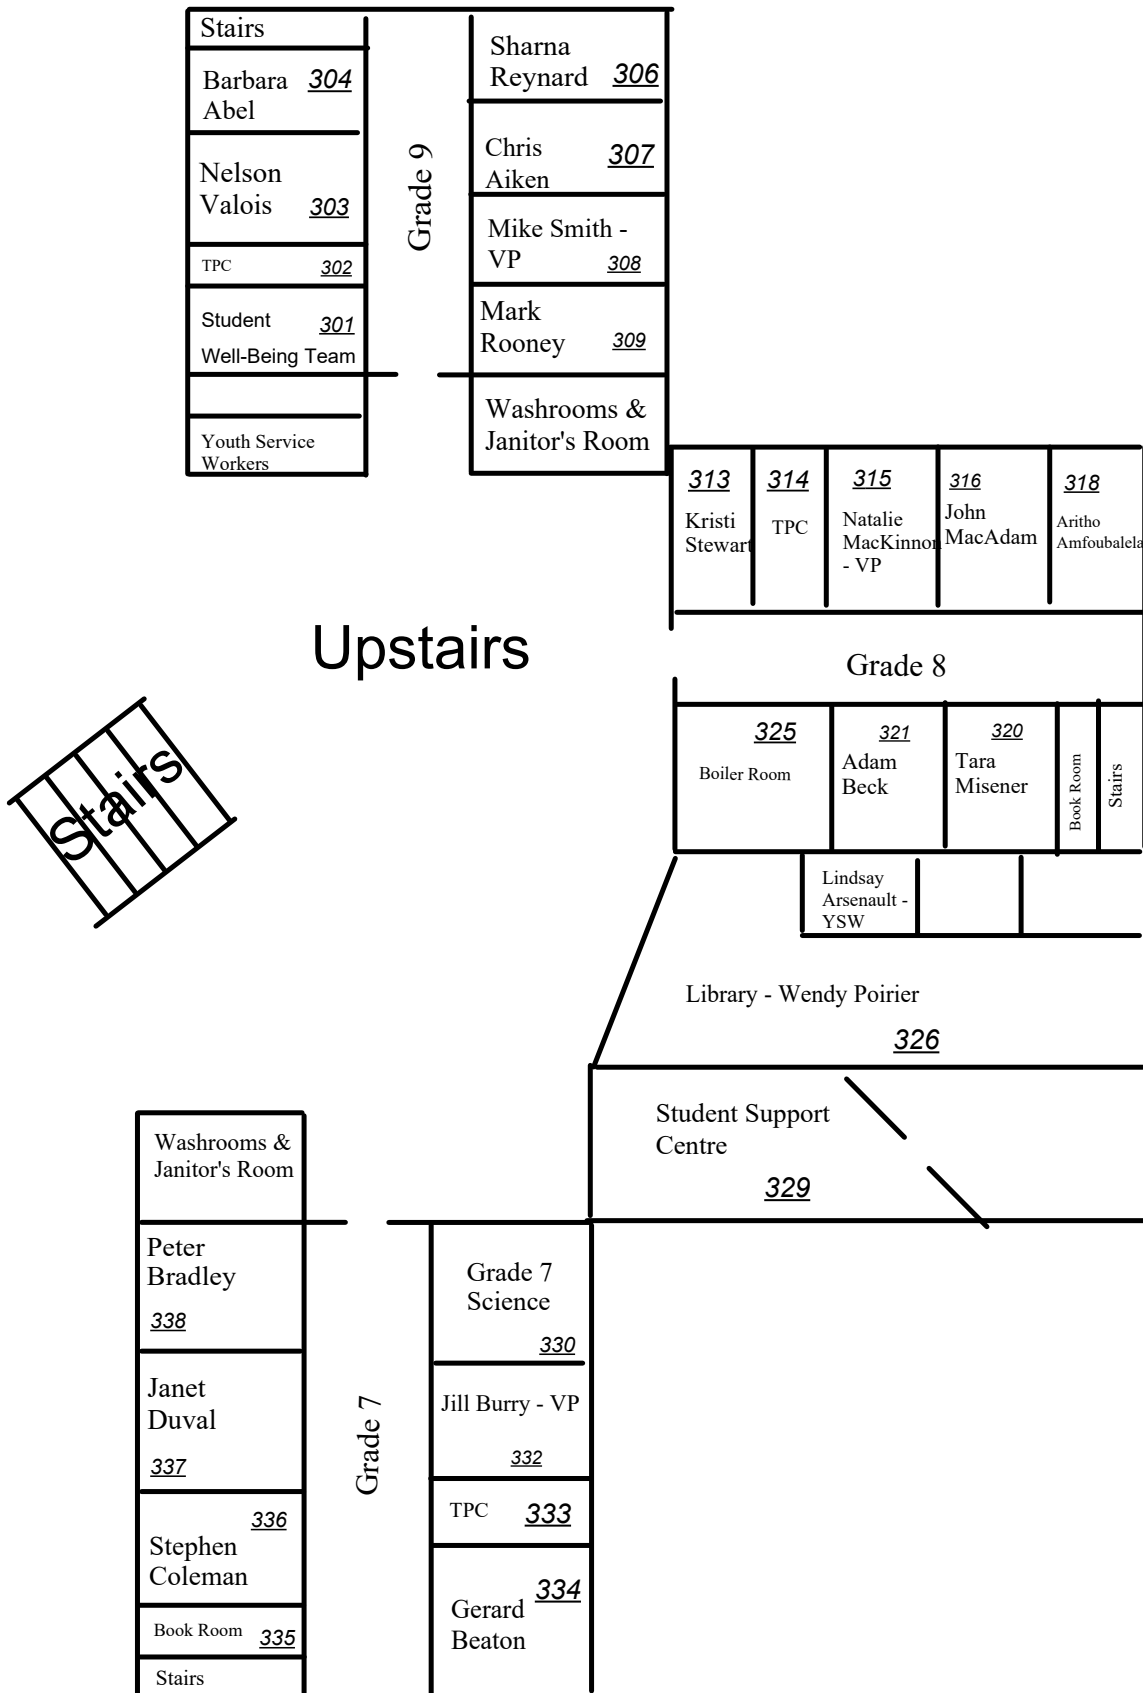 Stairs
Barbara 304
Abel
Nelson
Valois 303
TPC 302
Student 301
Well-Being Team
Youth Service
Workers
Grade 9
Sharna
Reynard 306
Chris 307
Aiken
Mike Smith -
VP 308
Mark
Rooney 309
Washrooms &
Janitor's Room
313
Kristi
Stewart
314
TPC
315
Natalie
MacKinnon
- VP
316
John
MacAdam
318
Aritho
Amfoubalela
Upstairs
Grade 8
Stairs
325
Boiler Room
321
Adam
Beck
320
Tara
Misener
Book Room
Stairs
Lindsay
Arsenault -
YSW
Library - Wendy Poirier
326
Student Support
Centre
329
Washrooms &
Janitor's Room
Peter
Bradley
338
Janet
Duval
337
336
Stephen
Coleman
Book Room 335
Stairs
Grade 7
Grade 7
Science
330
Jill Burry - VP
332
TPC 333
334
Gerard
Beaton